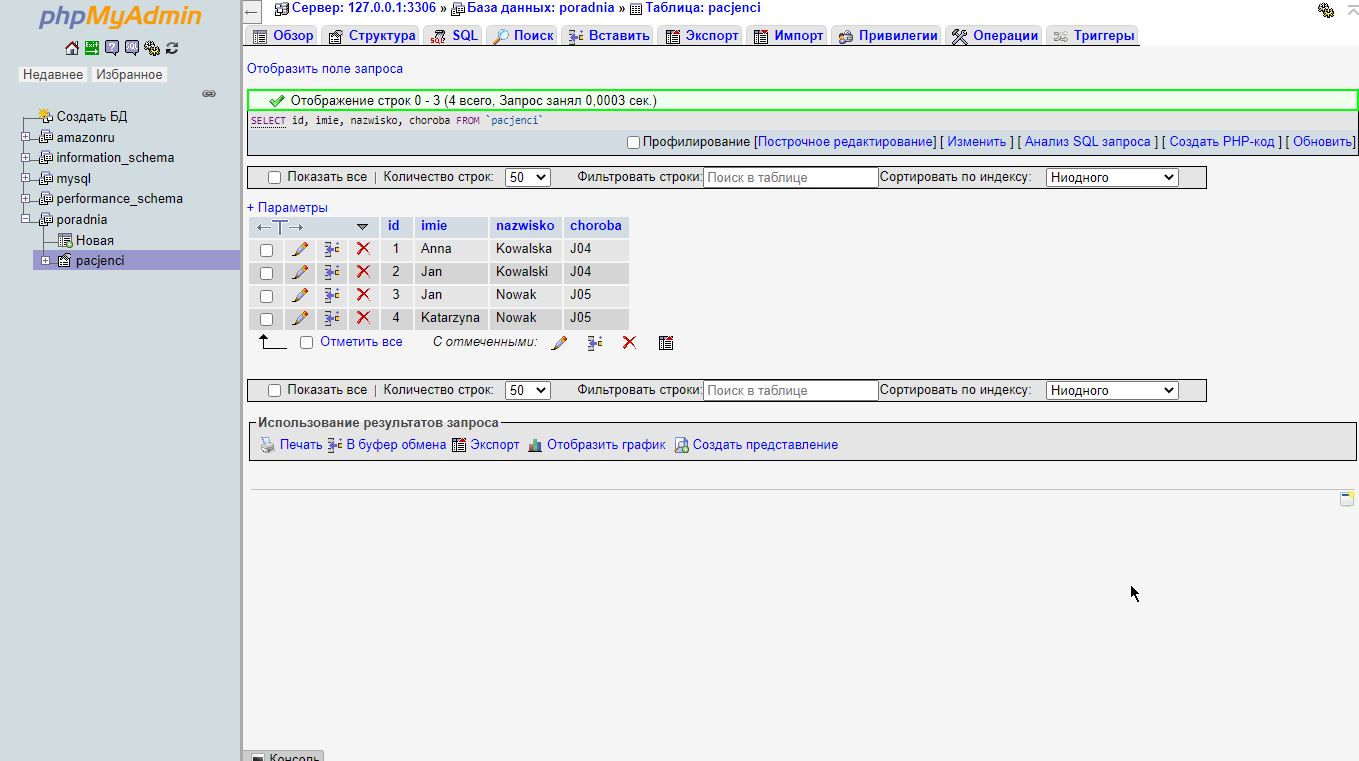 phpMyAdmin
Недавнее Избранное
Создать БД
amazonru
information_schema
mysql
performance_schema
poradnia
Новая
pacjenci
Сервер: 127.0.0.1:3306 » База данных: poradnia » Таблица: pacjenci
Обзор Структура SQL Поиск Вставить Экспорт Импорт Привилегии Операции Триггеры
Отобразить поле запроса
Отображение строк 0 - 3 (4 всего, Запрос занял 0,0003 сек.)
SELECT id, imie, nazwisko, choroba FROM `pacjenci`
Профилирование [Построчное редактирование] [ Изменить ] [ Анализ SQL запроса ] [ Создать PHP-код ] [ Обновить]
Показать все | Количество строк: 50 Фильтровать строки: Поиск в таблице Сортировать по индексу: Ниодного
+ Параметры
←T→ id imie nazwisko choroba
1 Anna Kowalska J04
2 Jan Kowalski J04
3 Jan Nowak J05
4 Katarzyna Nowak J05
Отметить все С отмеченными:
Показать все | Количество строк: 50 Фильтровать строки: Поиск в таблице Сортировать по индексу: Ниодного
Использование результатов запроса
Печать В буфер обмена Экспорт Отобразить график Создать представление
Консоль